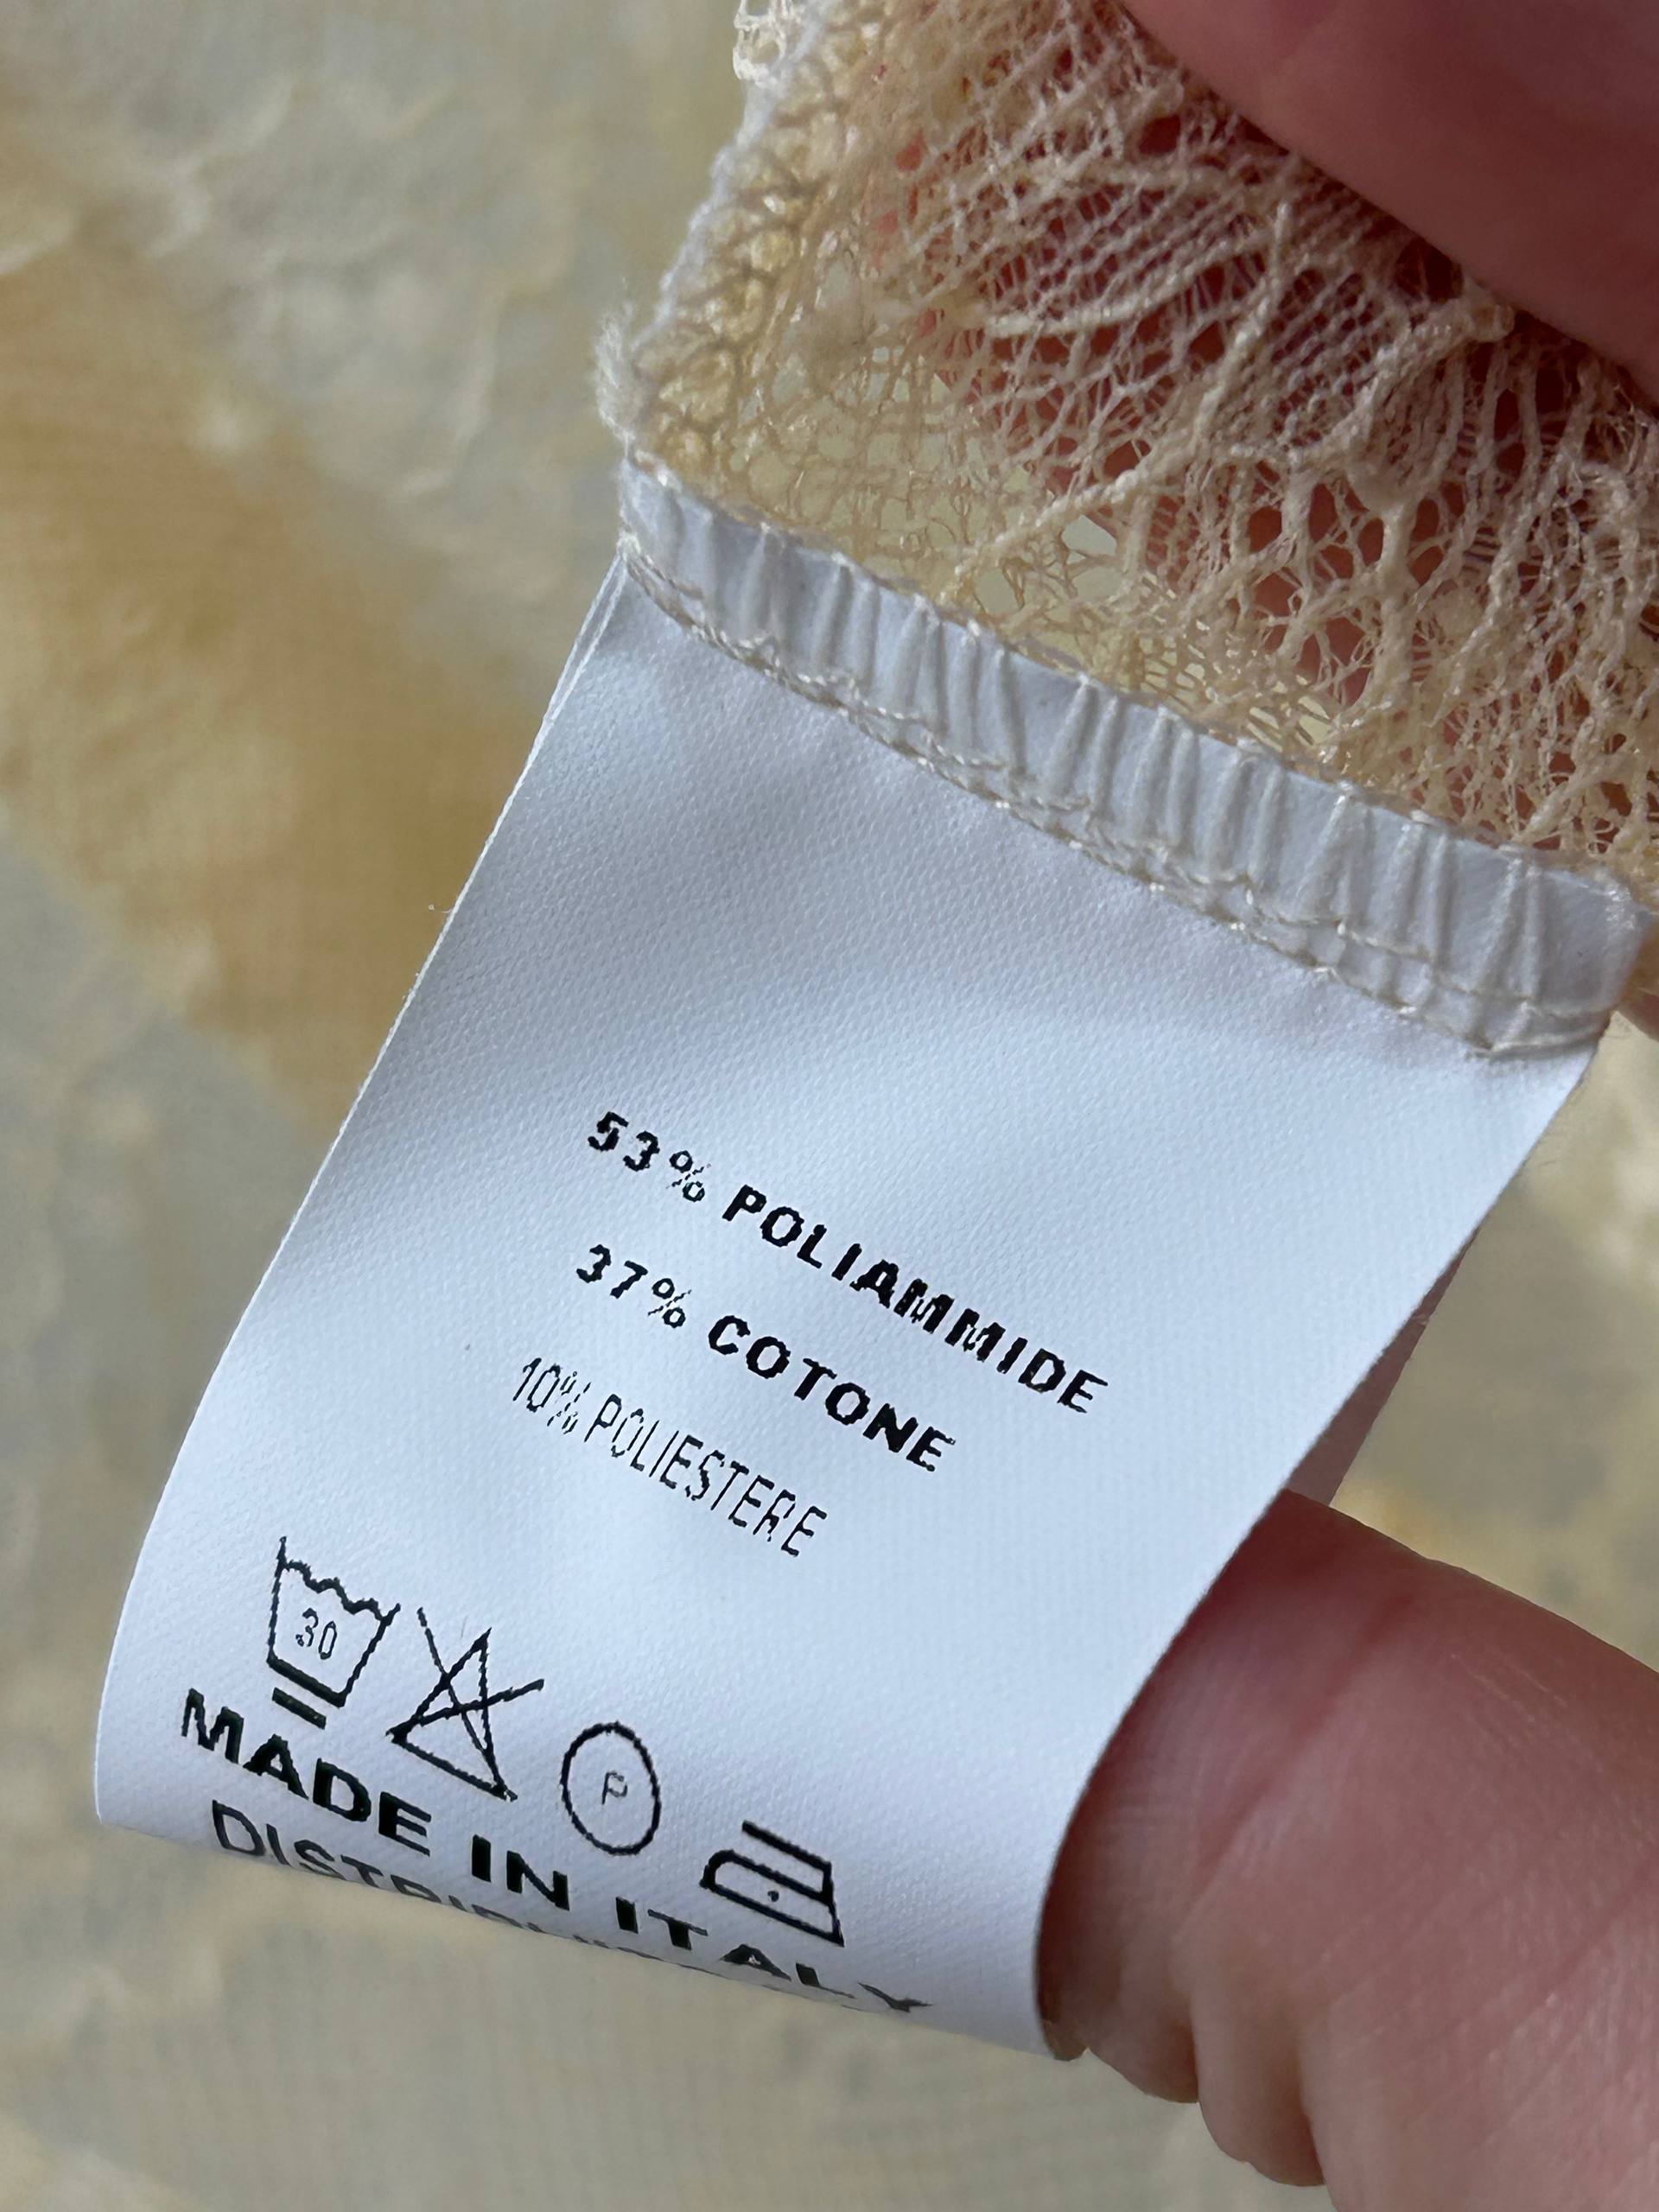 53% POLIAMMIDE
37% COTONE
10% POLIESTERE
30
P
MADE IN ITALY